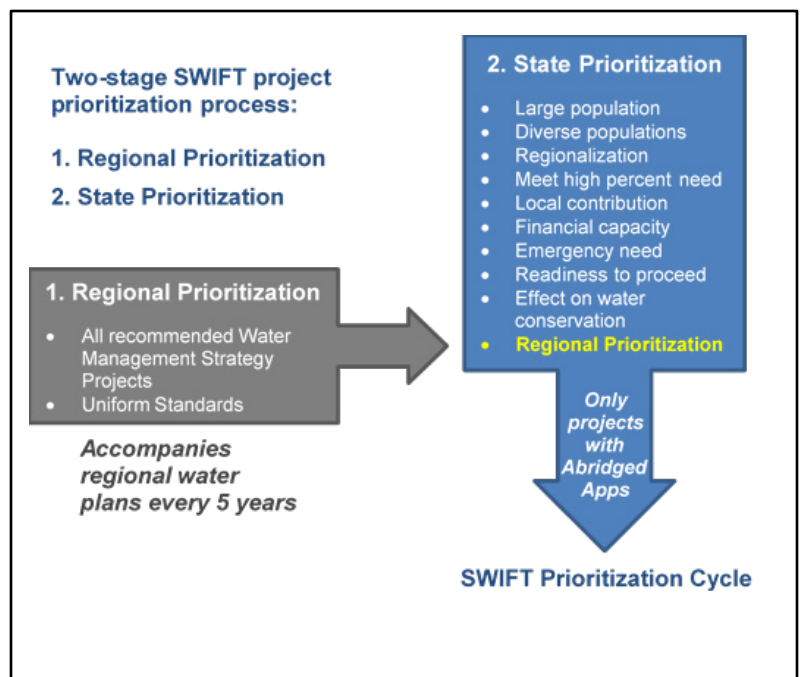 Two-stage SWIFT project
prioritization process:
1. Regional Prioritization
2. State Prioritization
1. Regional Prioritization
• All recommended Water
Management Strategy
Projects
• Uniform Standards
Accompanies
regional water
plans every 5 years
2. State Prioritization
• Large population
• Diverse populations
• Regionalization
• Meet high percent need
• Local contribution
• Financial capacity
• Emergency need
• Readiness to proceed
• Effect on water
conservation
• Regional Prioritization
Only
projects
with
Abridged
Apps
SWIFT Prioritization Cycle